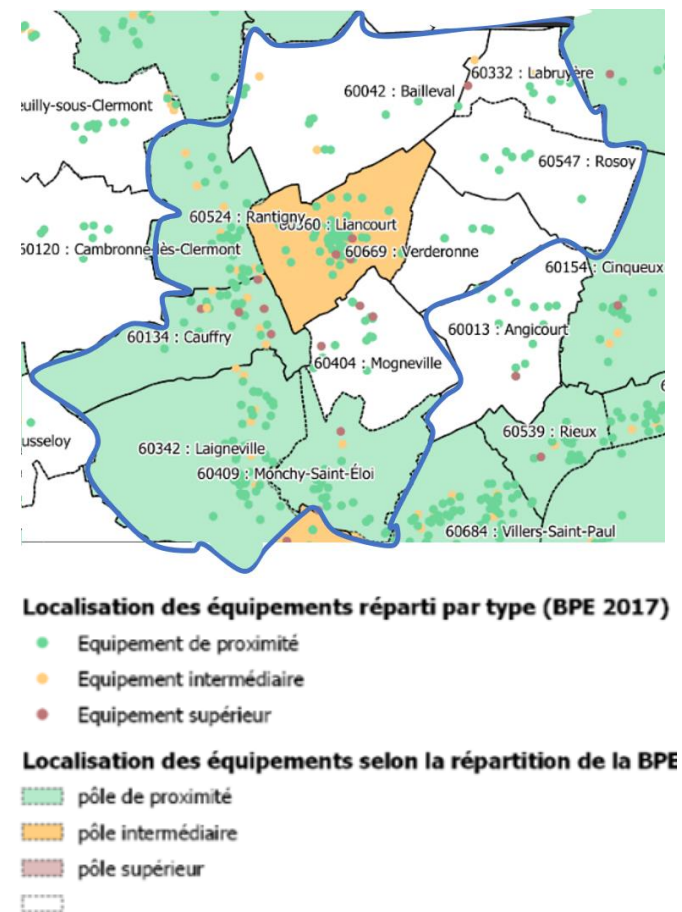 60332 : Labruyère
60042 : Bailleval
euilly-sous-Clermont
60547 : Rosoy
60524 : Rantigny
60360 : Liancourt
60120 : Cambronne-lès-Clermont
60669 : Verderonne
60154 : Cinqueux
60013 : Angicourt
60134 : Cauffry
60404 : Mogneville
60539 : Rieux
usseloy
60342 : Laigneville
60409 : Monchy-Saint-Éloi
60684 : Villers-Saint-Paul
Localisation des équipements réparti par type (BPE 2017)
Equipement de proximité
Equipement intermédiaire
Equipement supérieur
Localisation des équipements selon la répartition de la BPE
pôle de proximité
pôle intermédiaire
pôle supérieur